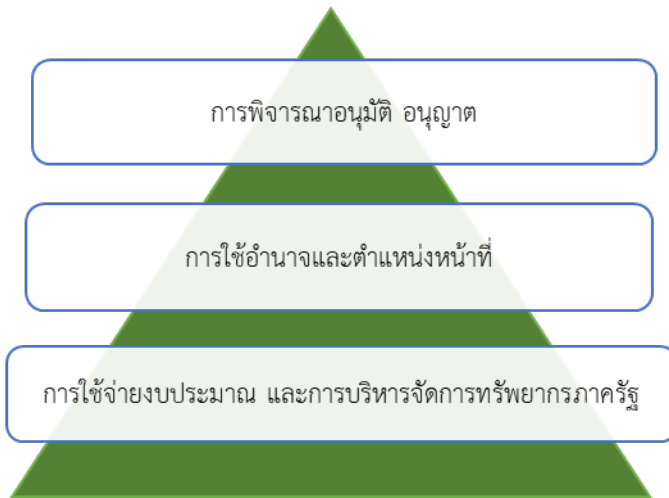 การพิจารณาอนุมัติ อนุญาต
การใช้อำนาจและตำแหน่งหน้าที่
การใช้จ่ายงบประมาณ และการบริหารจัดการทรัพยากรภาครัฐ